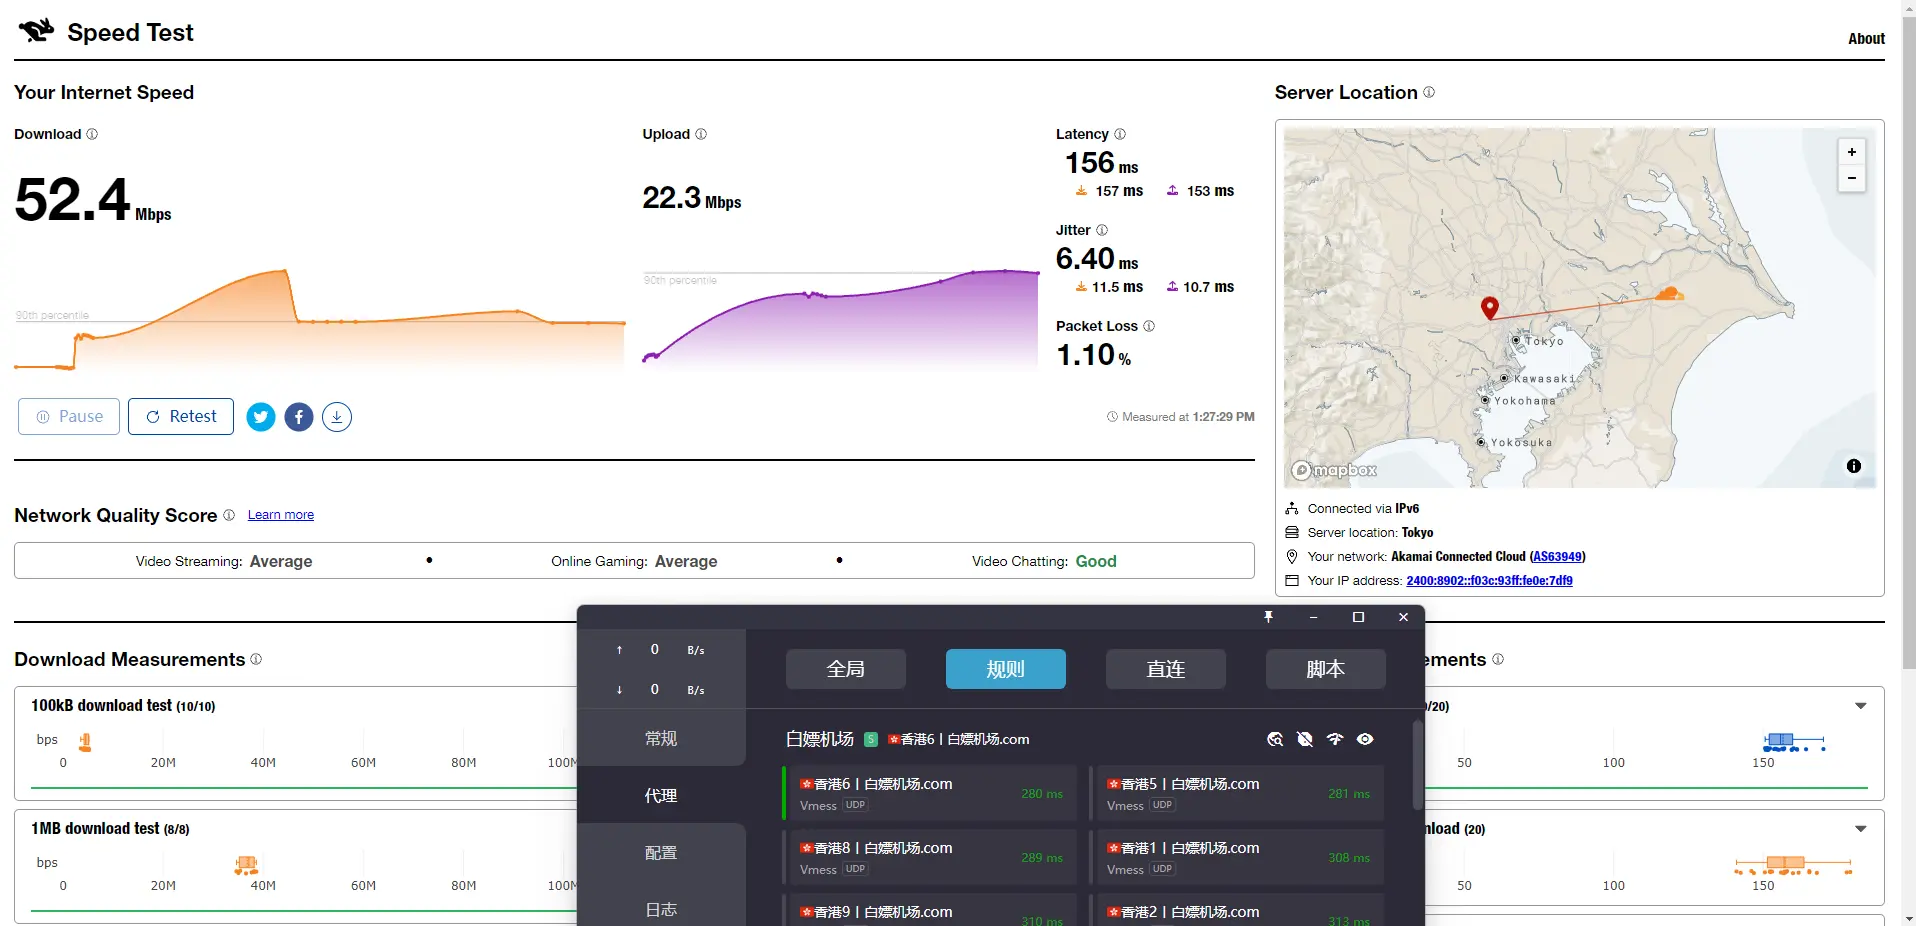 Speed Test
About
Your Internet Speed
Download
52.4 Mbps
90th percentile
Upload
22.3 Mbps
90th percentile
Latency
156 ms
157 ms 153 ms
Jitter
6.40 ms
11.5 ms 10.7 ms
Packet Loss
1.10 %
Pause
Retest
Measured at 1:27:29 PM
Server Location
+
−
Tokyo
Kawasaki
Yokohama
Yokosuka
mapbox
Connected via IPv6
Server location: Tokyo
Your network: Akamai Connected Cloud (AS63949)
Your IP address: 2400:8902::f03c:93ff:fe0e:7df9
Network Quality Score Learn more
Video Streaming: Average • Online Gaming: Average • Video Chatting: Good
Download Measurements
100kB download test (10/10)
bps
0 20M 40M 60M 80M 100M
1MB download test (8/8)
bps
0 20M 40M 60M 80M 100M
ements
/20)
50 100 150
nload (20)
50 100 150
↑ 0 B/s
↓ 0 B/s
全局 规则 直连 脚本
常规
代理
配置
日志
白嫖机场 S 香港6丨白嫖机场.com
香港6丨白嫖机场.com
Vmess UDP
280 ms
香港5丨白嫖机场.com
Vmess UDP
281 ms
香港8丨白嫖机场.com
Vmess UDP
289 ms
香港1丨白嫖机场.com
Vmess UDP
308 ms
香港9丨白嫖机场.com
310 ms
香港2丨白嫖机场.com
313 ms